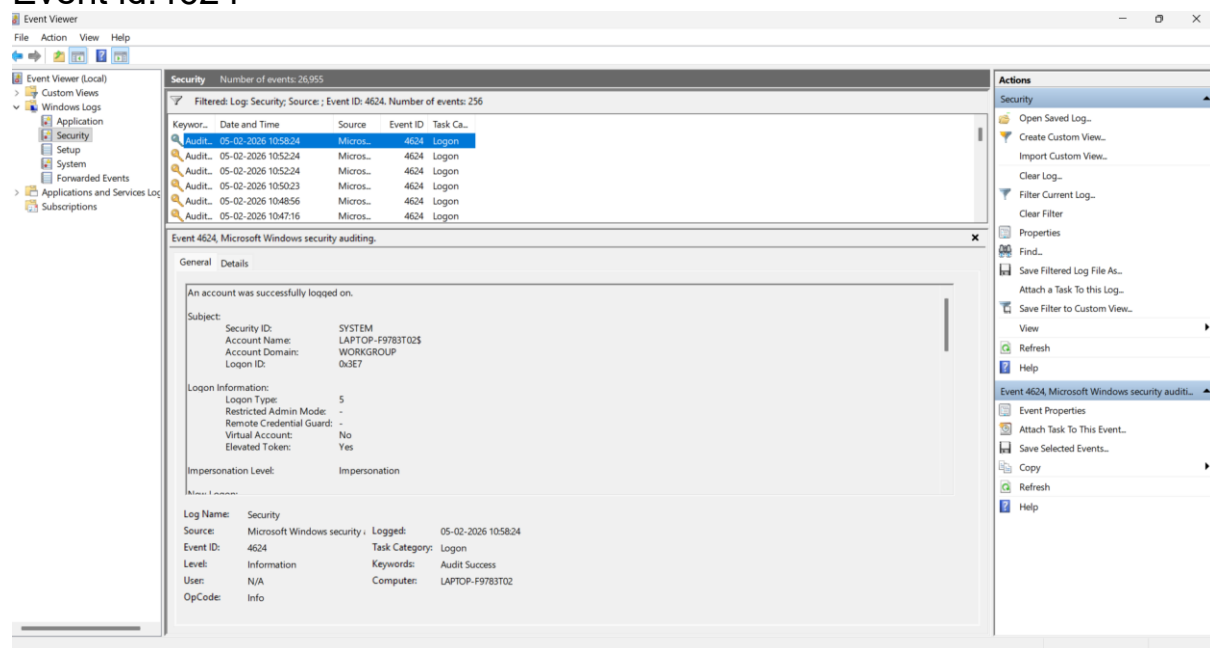 Event Viewer
File Action View Help
Event Viewer (Local)
Custom Views
Windows Logs
Application
Security
Setup
System
Forwarded Events
Applications and Services Log
Subscriptions
Security Number of events: 26,955
Filtered: Log: Security; Source: ; Event ID: 4624. Number of events: 256
Keywor... Date and Time Source Event ID Task Ca...
Audit... 05-02-2026 10:58:24 Micros... 4624 Logon
Audit... 05-02-2026 10:52:24 Micros... 4624 Logon
Audit... 05-02-2026 10:52:24 Micros... 4624 Logon
Audit... 05-02-2026 10:50:23 Micros... 4624 Logon
Audit... 05-02-2026 10:48:56 Micros... 4624 Logon
Audit... 05-02-2026 10:47:16 Micros... 4624 Logon
Event 4624, Microsoft Windows security auditing.
General Details
An account was successfully logged on.
Subject:
Security ID: SYSTEM
Account Name: LAPTOP-F9783T02$
Account Domain: WORKGROUP
Logon ID: 0x3E7
Logon Information:
Logon Type: 5
Restricted Admin Mode: -
Remote Credential Guard: -
Virtual Account: No
Elevated Token: Yes
Impersonation Level: Impersonation
Log Name: Security
Source: Microsoft Windows security Logged: 05-02-2026 10:58:24
Event ID: 4624 Task Category: Logon
Level: Information Keywords: Audit Success
User: N/A Computer: LAPTOP-F9783T02
OpCode: Info
Actions
Security
Open Saved Log...
Create Custom View...
Import Custom View...
Clear Log...
Filter Current Log...
Clear Filter
Properties
Find...
Save Filtered Log File As...
Attach a Task To this Log...
Save Filter to Custom View...
View
Refresh
Help
Event 4624, Microsoft Windows security auditi...
Event Properties
Attach Task To This Event...
Save Selected Events...
Copy
Refresh
Help